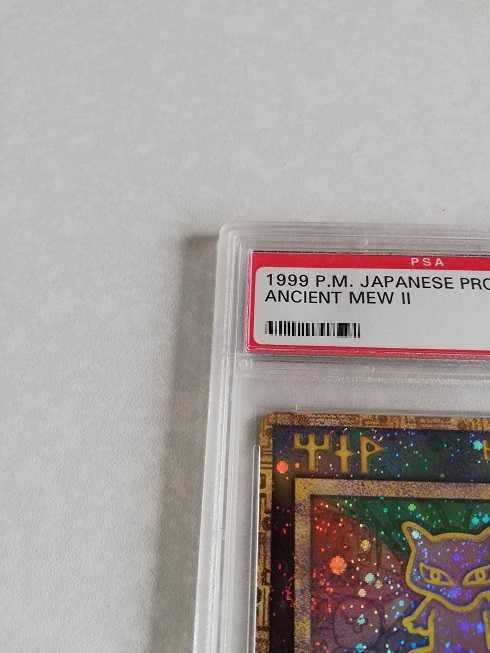 PSA
1999 P.M. JAPANESE PRO
ANCIENT MEW II